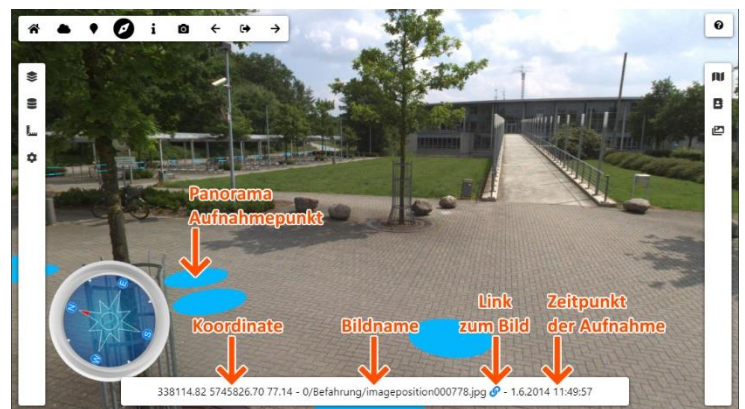 Panorama
Aufnahmepunkt
Koordinate
Bildname
Link
zum Bild
Zeitpunkt
der Aufnahme
N
E
S
W
338114.82 5745826.70 77.14 - 0/Befahrung/imageposition000778.jpg - 1.6.2014 11:49:57